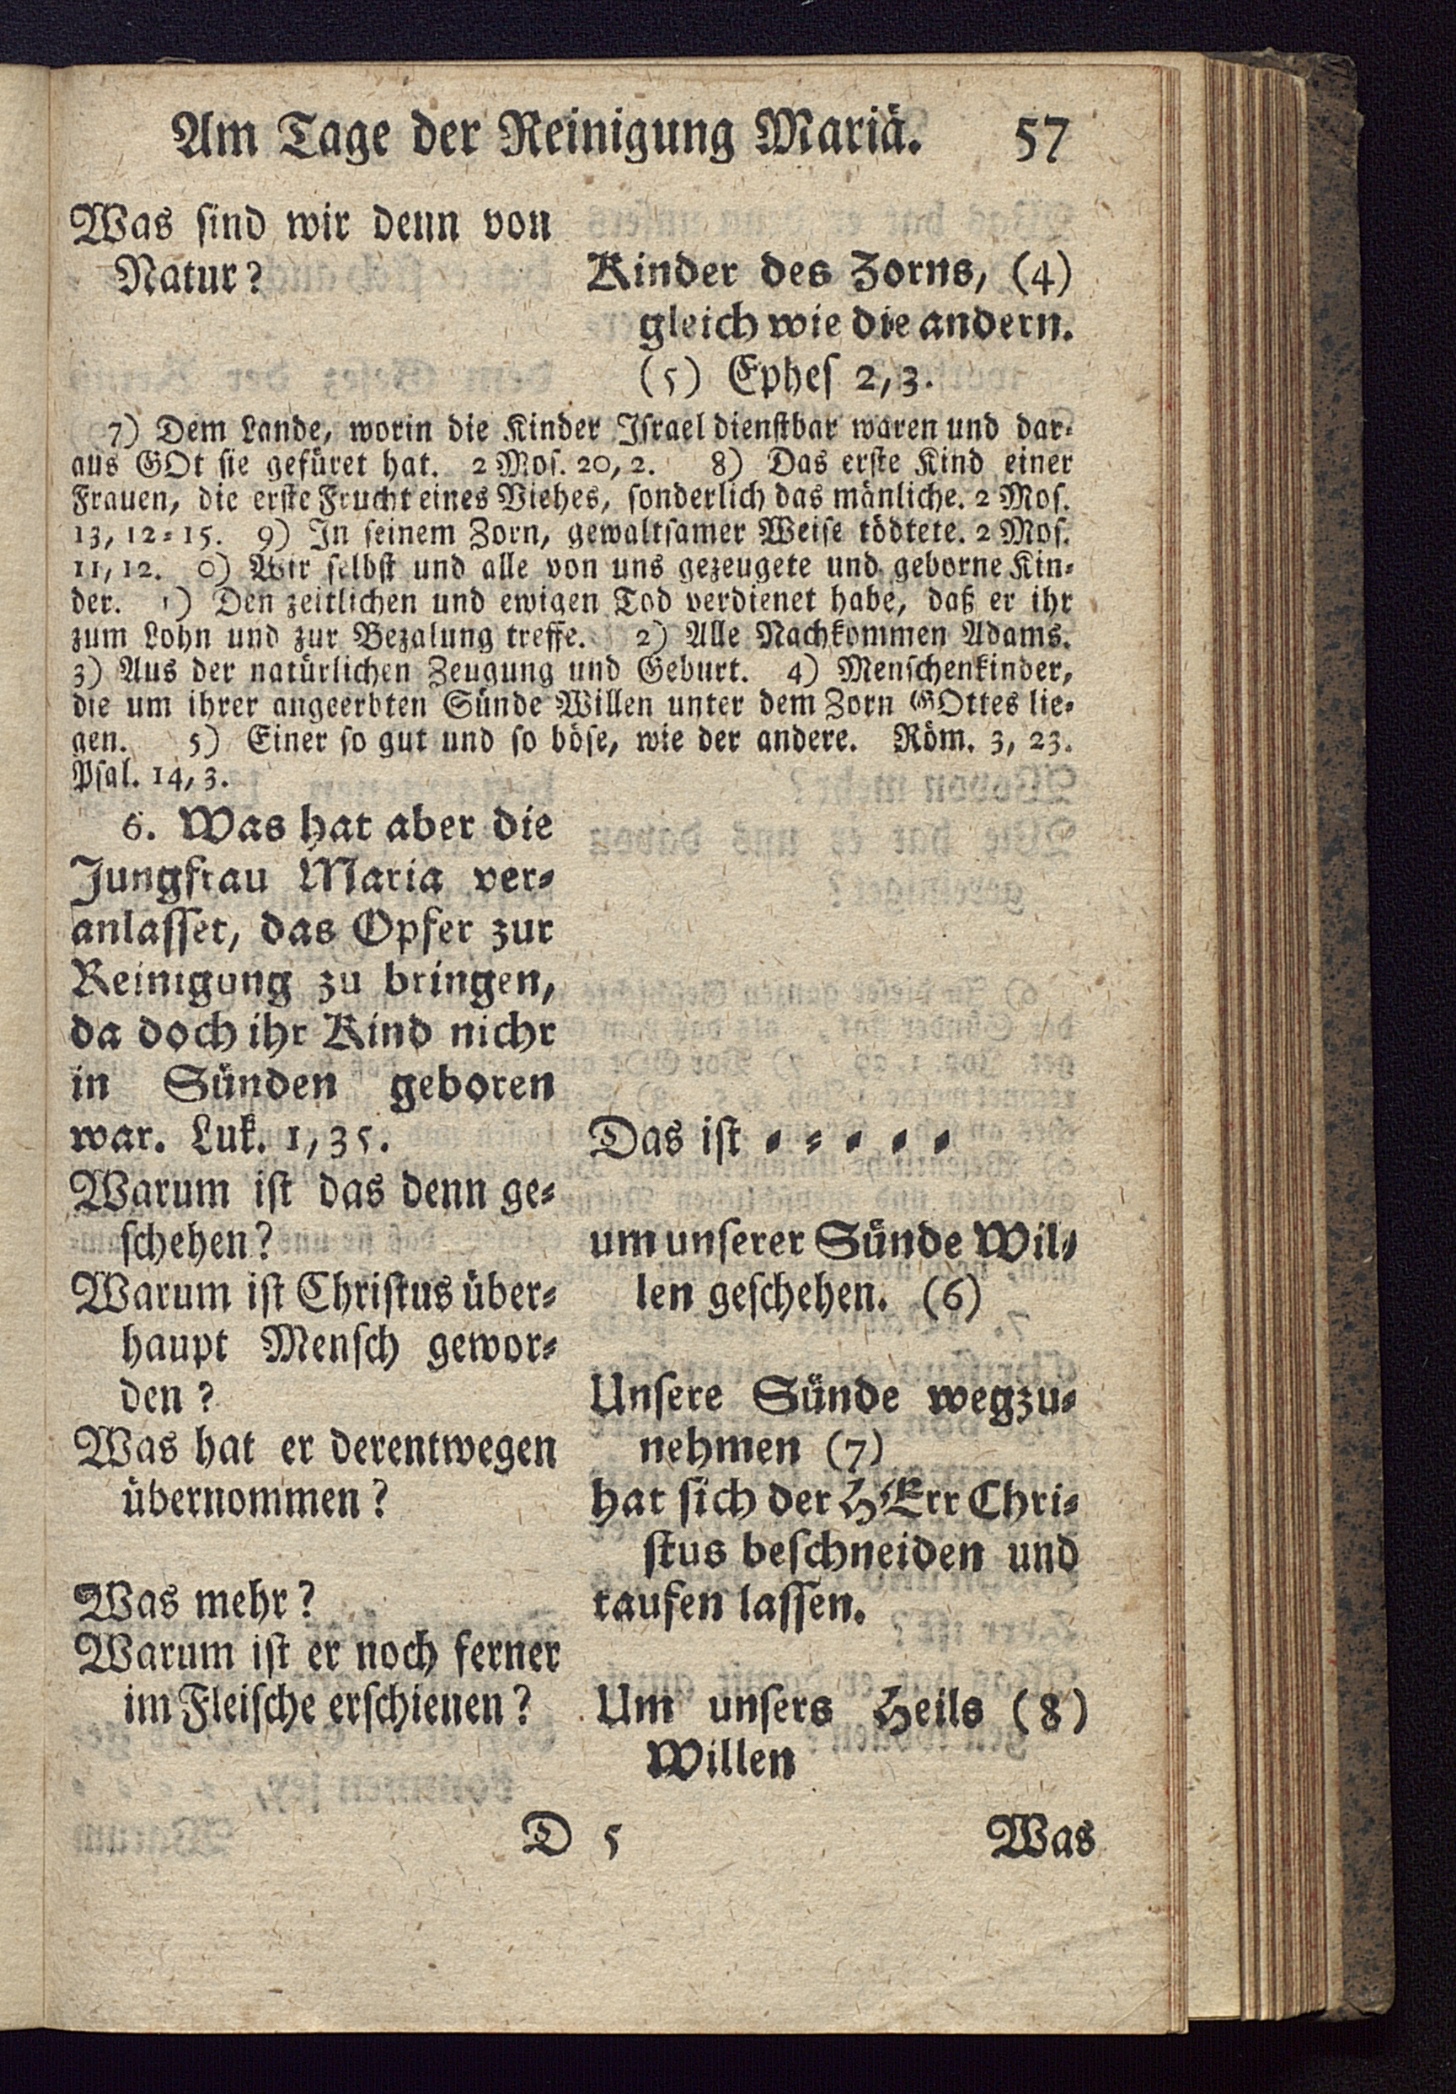 Am Tage der Reinigung Mariä. 57
Was sind wir denn von
Natur?
Kinder des Zorns, (4)
gleich wie die andern.
(5) Ephes 2, 3.
7) Dem Lande, worin die Kinder Israel dienstbar waren und dar-
aus GOt sie gefüret hat. 2 Mos. 20, 2. 8) Das erste Kind einer
Frauen, die erste Frucht eines Viehes, sonderlich das mänliche. 2 Mos.
13, 12-15. 9) In seinem Zorn, gewaltsamer Weise tödtete. 2 Mos.
11, 12. 0) Wir selbst und alle von uns gezeugete und geborne Kin-
der. 1) Den zeitlichen und ewigen Tod verdienet habe, daß er ihr
zum Lohn und zur Bezalung treffe. 2) Alle Nachkommen Adams.
3) Aus der natürlichen Zeugung und Geburt. 4) Menschenkinder,
die um ihrer angeerbten Sünde Willen unter dem Zorn GOttes lie-
gen. 5) Einer so gut und so böse, wie der andere. Röm. 3, 23.
Psal. 14, 3.
6. Was hat aber die
Jungfrau Maria ver-
anlasset, das Opfer zur
Reinigung zu bringen,
da doch ihr Kind nichr
in Sünden geboren
war. Luk. 1, 35.
Das ist - - - - -
Warum ist das denn ge-
schehen?
um unserer Sünde Wil-
len geschehen. (6)
Warum ist Christus über-
haupt Mensch gewor-
den?
Unsere Sünde wegzu-
nehmen (7)
Was hat er derentwegen
übernommen?
hat sich der HErr Chri-
stus beschneiden und
Was mehr?
taufen lassen.
Warum ist er noch ferner
im Fleische erschienen?
Um unsers Heils (8)
Willen
D 5
Was